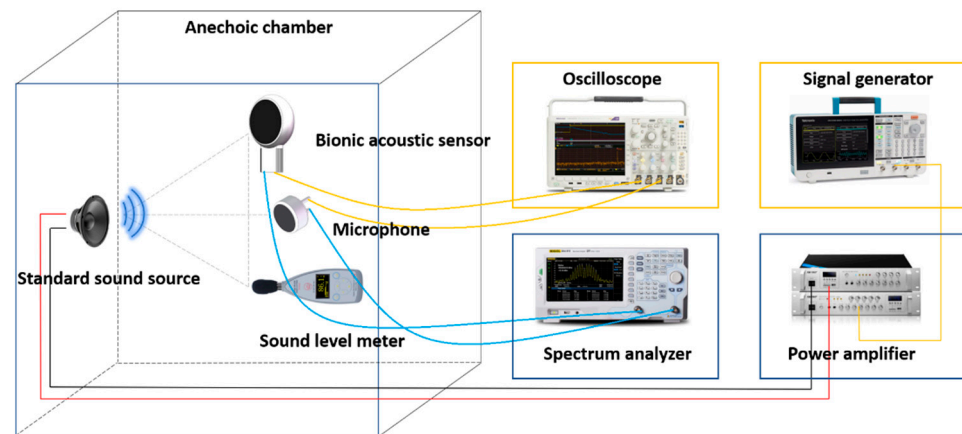 Anechoic chamber
Oscilloscope
Signal generator
Bionic acoustic sensor
Microphone
Standard sound source
Sound level meter
Spectrum analyzer
Power amplifier